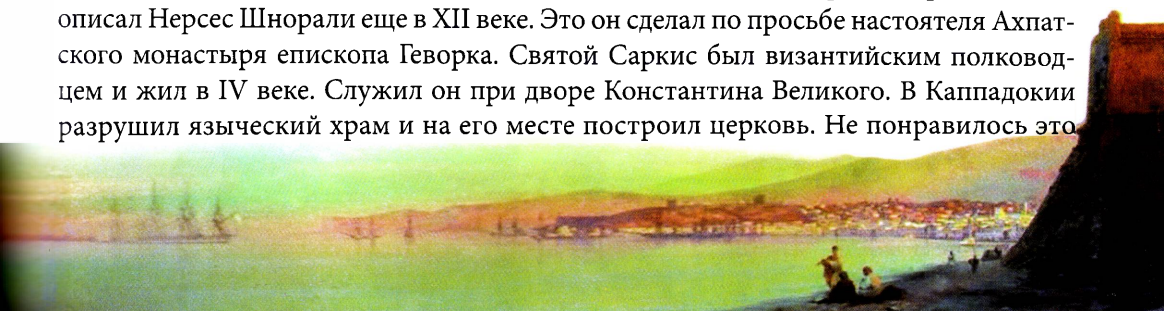 описал Нерсес Шнорали еще в XII веке. Это он сделал по просьбе настоятеля Ахпат-
ского монастыря епископа Геворка. Святой Саркис был византийским полковод-
цем и жил в IV веке. Служил он при дворе Константина Великого. В Каппадокии
разрушил языческий храм и на его месте построил церковь. Не понравилось это